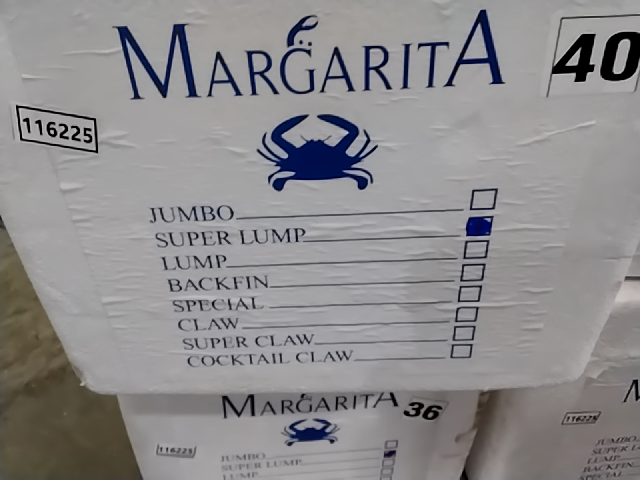 MARGARITA
40
116225
JUMBO
SUPER LUMP
LUMP
BACKFIN
SPECIAL
CLAW
SUPER CLAW
COCKTAIL CLAW
MARGARITA
36
116225
JUMBO
SUPER LUMP
LUMP
M
116225
JUMBO
SUPER L
LUMP
BACKFIN